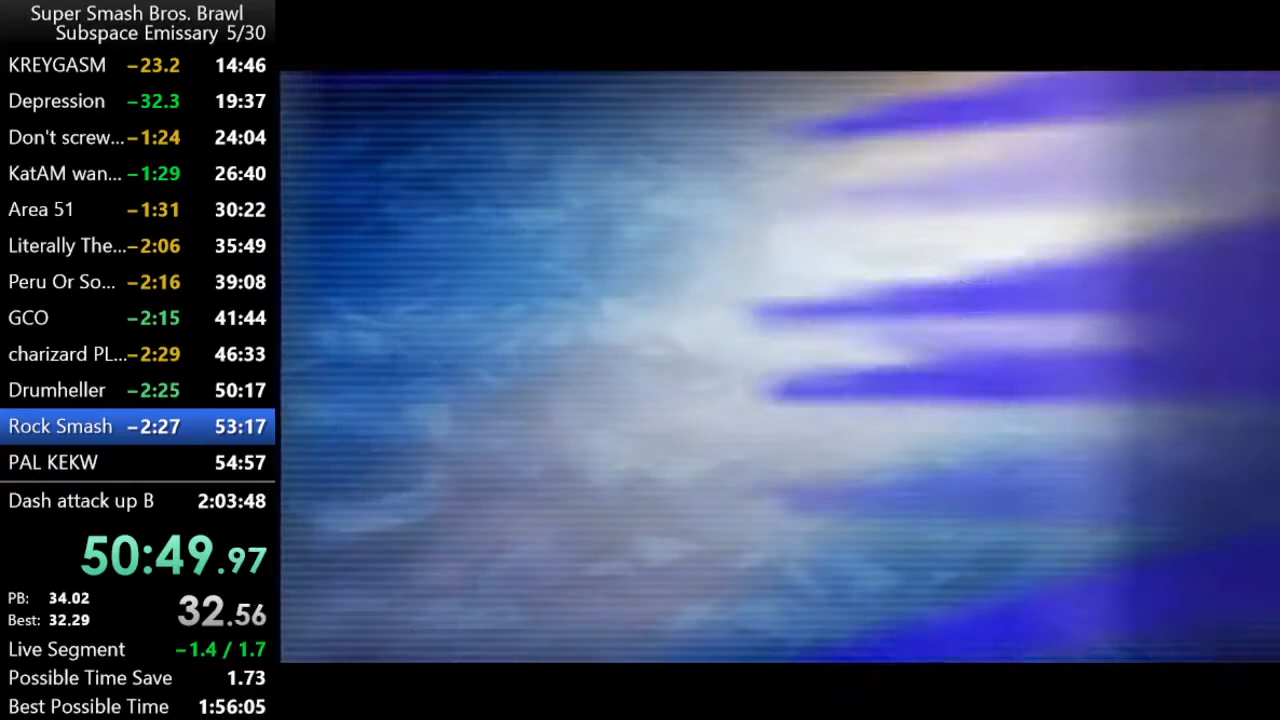 Super Smash Bros. Brawl
Subspace Emissary 5/30
KREYGASM −23.2 14:46
Depression −32.3 19:37
Don't screw... −1:24 24:04
KatAM wan... −1:29 26:40
Area 51 −1:31 30:22
Literally The... −2:06 35:49
Peru Or So... −2:16 39:08
GCO −2:15 41:44
charizard PL... −2:29 46:33
Drumheller −2:25 50:17
Rock Smash −2:27 53:17
PAL KEKW 54:57
Dash attack up B 2:03:48
50:49.97
PB: 34.02
Best: 32.29
32.56
Live Segment −1.4 / 1.7
Possible Time Save 1.73
Best Possible Time 1:56:05